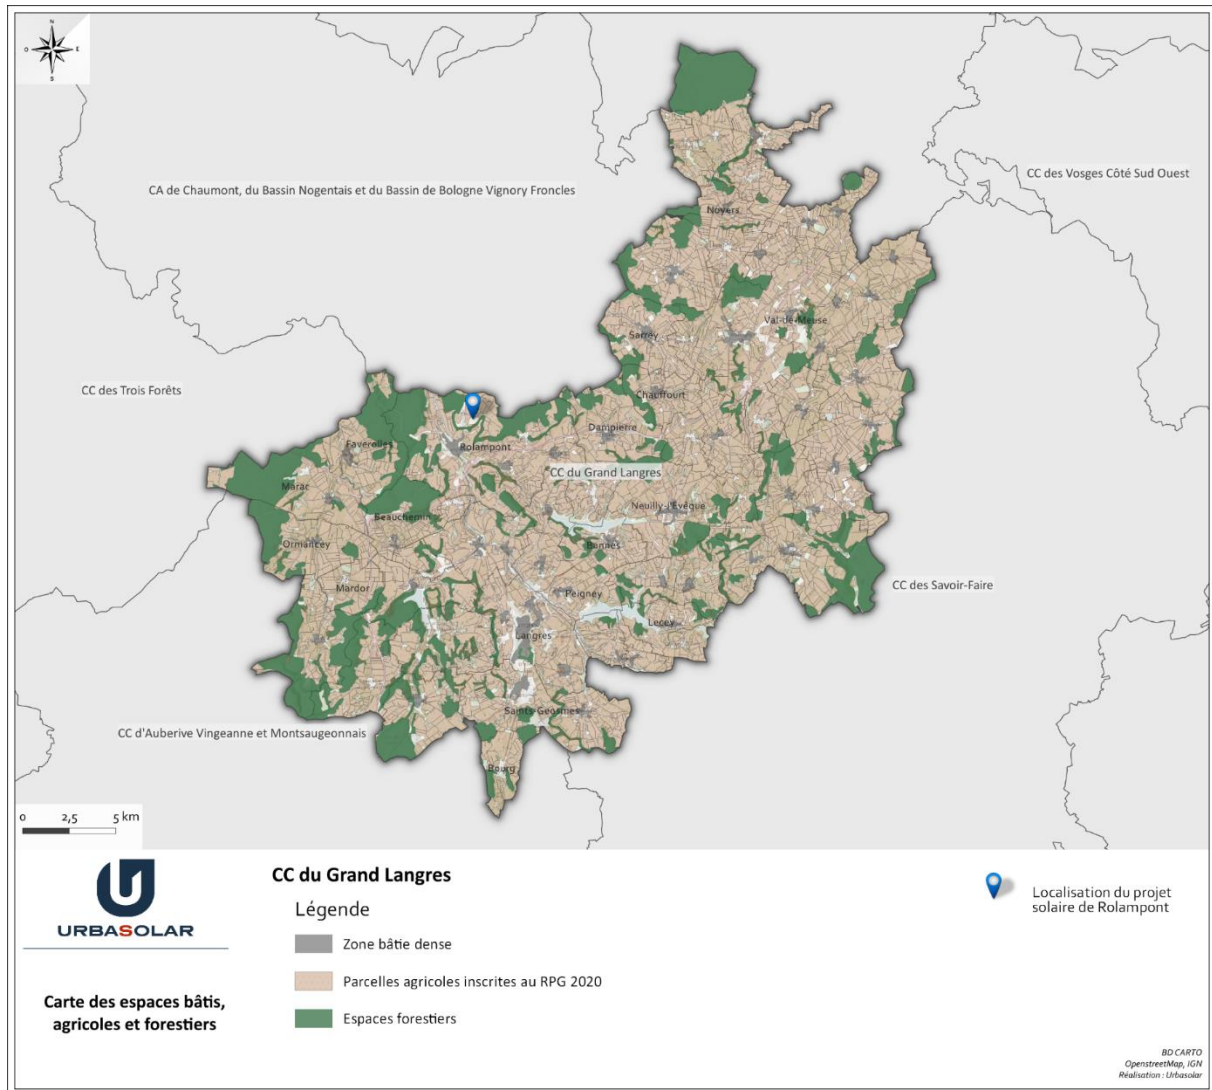 N
O
E
S
CC des Vosges Côté Sud Ouest
CA de Chaumont, du Bassin Nogentais et du Bassin de Bologne Vignory Froncles
Noyers
Val-de-Meuse
Sarrey
CC des Trois Forêts
Chauffourt
Dampierre
Faverolles
Rolampont
CC du Grand Langres
Marac
Neuilly-l'Évêque
Beauchemin
Ormancey
Bannes
CC des Savoir-Faire
Mardor
Peigney
Lecey
Langres
Saints-Geosmes
CC d'Auberive Vingeanne et Montsaugeonnais
Bourg
0 2,5 5 km
URBASOLAR
Carte des espaces bâtis,
agricoles et forestiers
CC du Grand Langres
Légende
Zone bâtie dense
Parcelles agricoles inscrites au RPG 2020
Espaces forestiers
Localisation du projet
solaire de Rolampont
BD CARTO
OpenstreetMap, IGN
Réalisation : Urbasolar